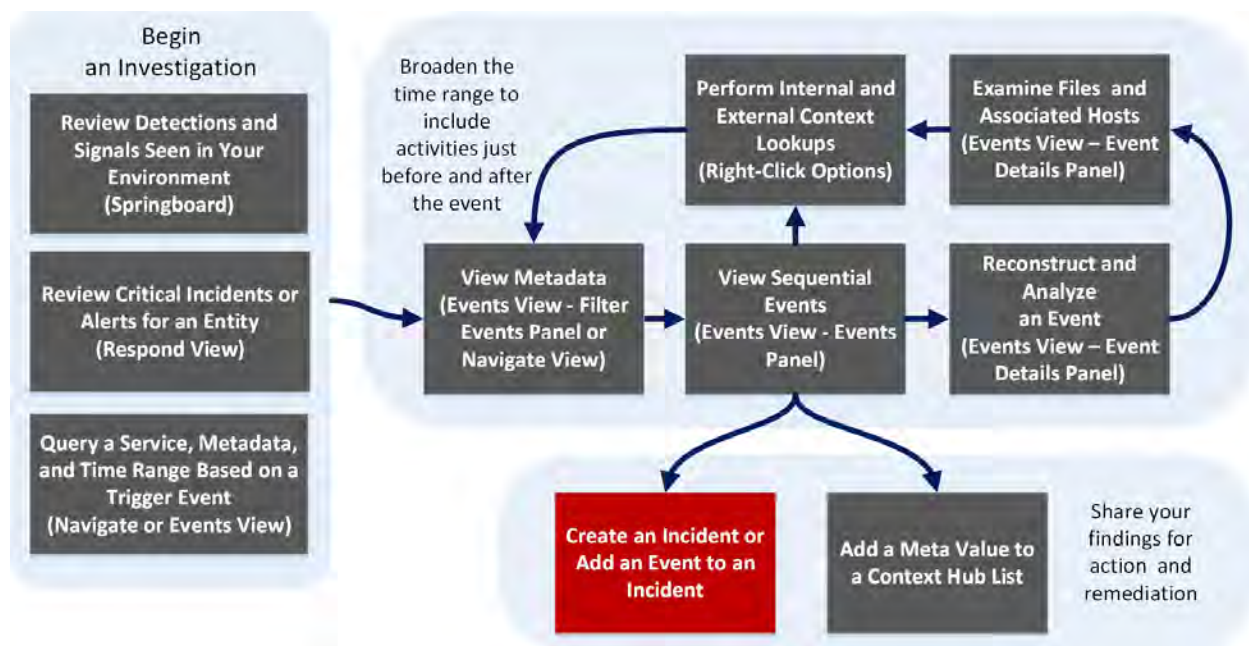 Begin
an Investigation
Review Detections and
Signals Seen in Your
Environment
(Springboard)
Review Critical Incidents or
Alerts for an Entity
(Respond View)
Query a Service, Metadata,
and Time Range Based on a
Trigger Event
(Navigate or Events View)
Broaden the
time range to
include
activities just
before and after
the event
Perform Internal and
External Context
Lookups
(Right-Click Options)
Examine Files and
Associated Hosts
(Events View – Event
Details Panel)
View Metadata
(Events View - Filter
Events Panel or
Navigate View)
View Sequential
Events
(Events View - Events
Panel)
Reconstruct and
Analyze
an Event
(Events View – Event
Details Panel)
Create an Incident or
Add an Event to an
Incident
Add a Meta Value to
a Context Hub List
Share your
findings for
action and
remediation